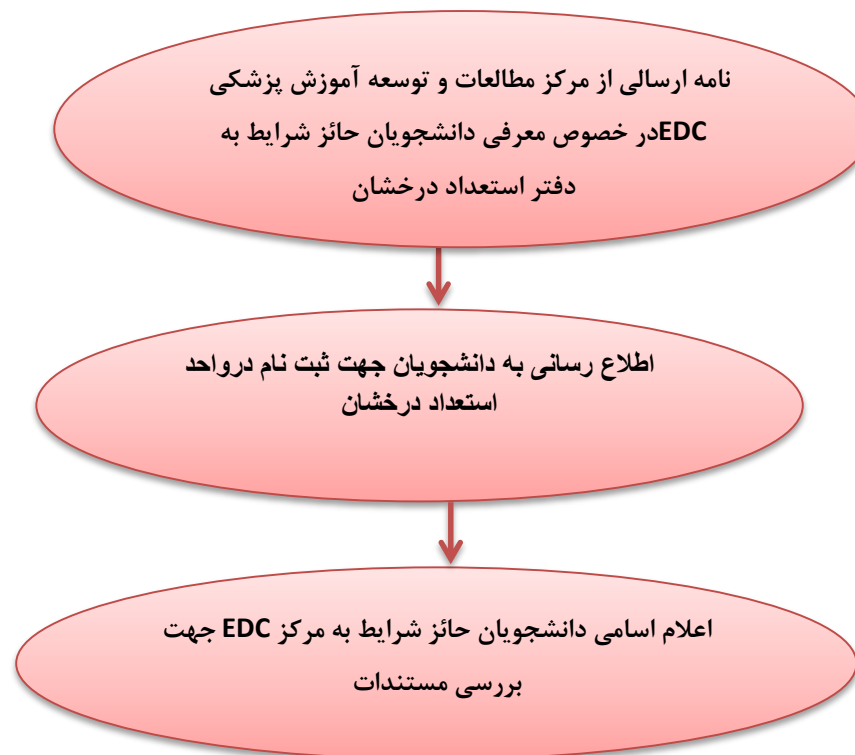 نامه ارسالی از مرکز مطالعات و توسعه آموزش پزشکی
EDCدر خصوص معرفی دانشجویان حائز شرایط به
دفتر استعداد درخشان
اطلاع رسانی به دانشجویان جهت ثبت نام درواحد
استعداد درخشان
اعلام اسامی دانشجویان حائز شرایط به مرکز EDC جهت
بررسی مستندات